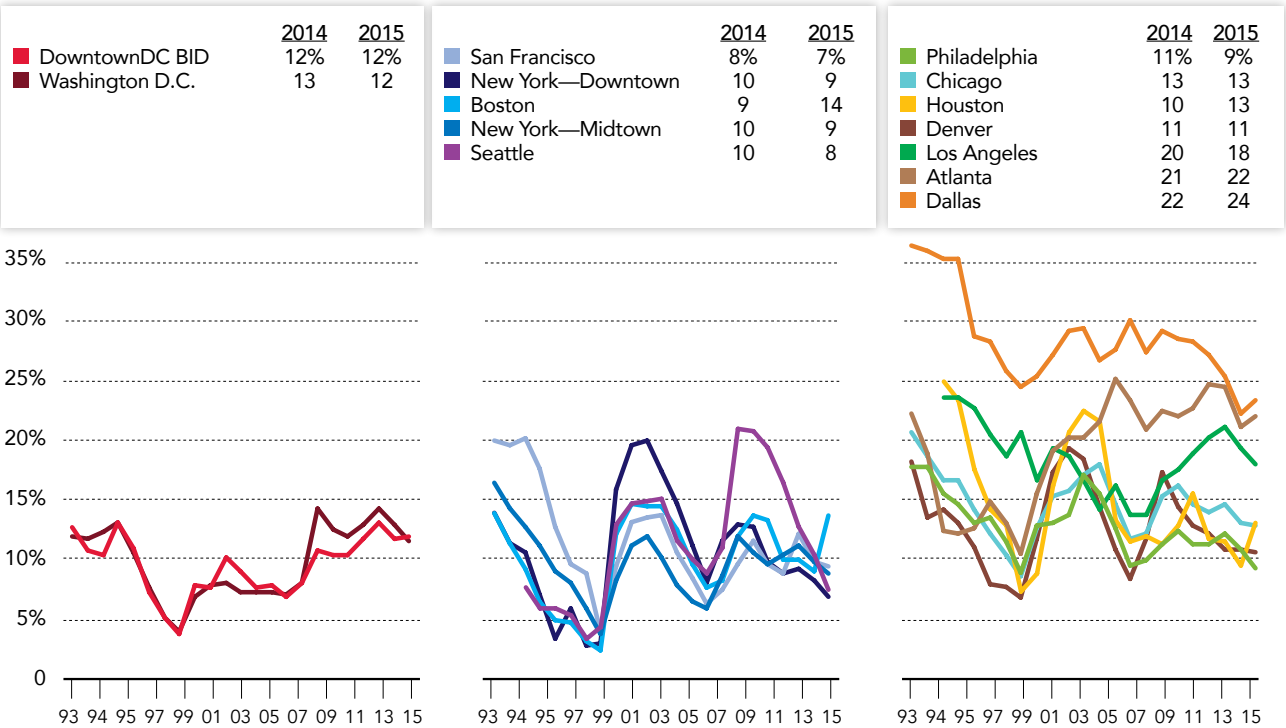 2014 2015
DowntownDC BID 12% 12%
Washington D.C. 13 12
2014 2015
San Francisco 8% 7%
New York—Downtown 10 9
Boston 9 14
New York—Midtown 10 9
Seattle 10 8
2014 2015
Philadelphia 11% 9%
Chicago 13 13
Houston 10 13
Denver 11 11
Los Angeles 20 18
Atlanta 21 22
Dallas 22 24
35%
30%
25%
20%
15%
10%
5%
0
93 94 95 97 99 01 03 05 07 09 11 13 15
93 94 95 97 99 01 03 05 07 09 11 13 15
93 94 95 97 99 01 03 05 07 09 11 13 15